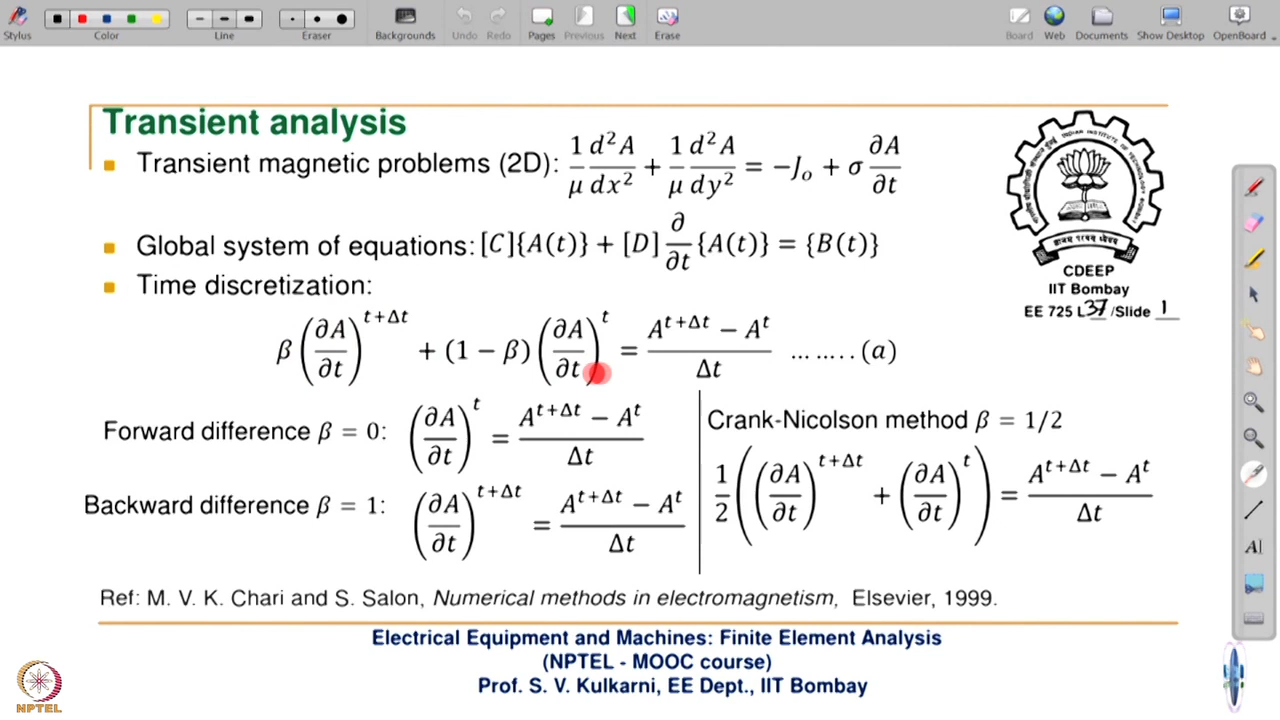 Stylus
Color
Line
Eraser
Backgrounds
Undo
Redo
Pages
Previous
Next
Erase
Board
Web
Documents
Show Desktop
OpenBoard
Transient analysis
Transient magnetic problems (2D): 1/μ d²A/dx² + 1/μ d²A/dy² = −J₀ + σ ∂A/∂t
Global system of equations: [C]{A(t)} + [D] ∂/∂t {A(t)} = {B(t)}
Time discretization:
β (∂A/∂t)^(t+Δt) + (1 − β) (∂A/∂t)^t = (A^(t+Δt) − A^t)/Δt ........ (a)
Forward difference β = 0: (∂A/∂t)^t = (A^(t+Δt) − A^t)/Δt
Backward difference β = 1: (∂A/∂t)^(t+Δt) = (A^(t+Δt) − A^t)/Δt
Crank-Nicolson method β = 1/2
1/2 ((∂A/∂t)^(t+Δt) + (∂A/∂t)^t) = (A^(t+Δt) − A^t)/Δt
CDEEP
IIT Bombay
EE 725 L 37 /Slide 1
Ref: M. V. K. Chari and S. Salon, Numerical methods in electromagnetism, Elsevier, 1999.
Electrical Equipment and Machines: Finite Element Analysis
(NPTEL - MOOC course)
Prof. S. V. Kulkarni, EE Dept., IIT Bombay
NPTEL
A